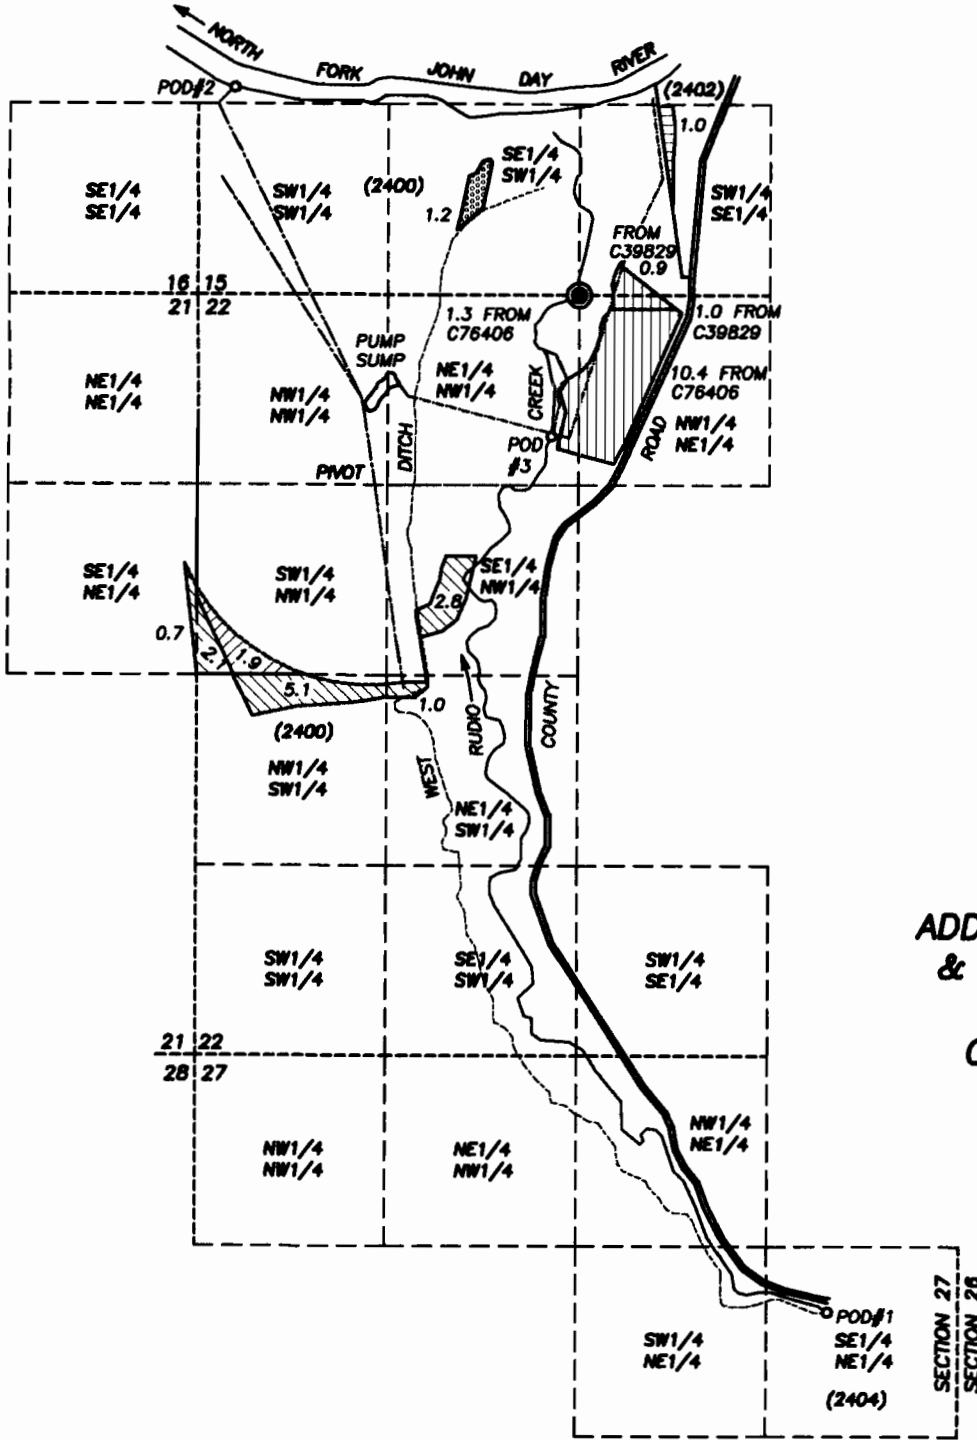 NORTH FORK JOHN DAY RIVER
POD#2
(2402)
1.0
SE1/4
SE1/4
SW1/4
SW1/4
(2400)
1.2
SE1/4
SW1/4
SW1/4
SE1/4
FROM
C39829
0.9
16 15
21 22
1.3 FROM
C76406
1.0 FROM
C39829
PUMP
SUMP
NE1/4
NE1/4
NW1/4
NW1/4
NE1/4
NW1/4
CREEK
10.4 FROM
C76406
NW1/4
NE1/4
ROAD
POD
#3
DITCH
PIVOT
SE1/4
NE1/4
SW1/4
NW1/4
SE1/4
NW1/4
2.8
0.7
2.1
1.9
5.1
1.0
(2400)
RUDIO
COUNTY
WEST
NW1/4
SW1/4
NE1/4
SW1/4
ADD
&
C
SW1/4
SW1/4
SE1/4
SW1/4
SW1/4
SE1/4
21 22
28 27
NW1/4
NW1/4
NE1/4
NW1/4
NW1/4
NE1/4
POD#1
SW1/4
NE1/4
SE1/4
NE1/4
(2404)
SECTION 27
SECTION 26